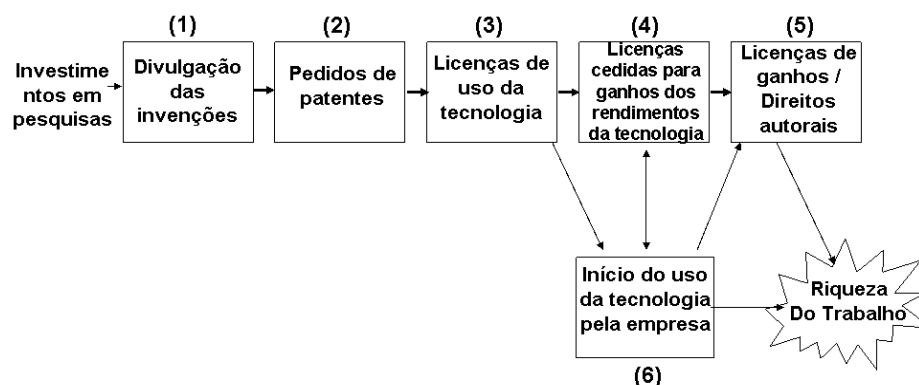 Investime
ntos em
pesquisas
(1)
Divulgação
das
invenções
(2)
Pedidos de
patentes
(3)
Licenças de
uso da
tecnologia
(4)
Licenças
cedidas para
ganhos dos
rendimentos
da tecnologia
(5)
Licenças de
ganhos /
Direitos
autorais
Início do uso
da tecnologia
pela empresa
(6)
Riqueza
Do Trabalho